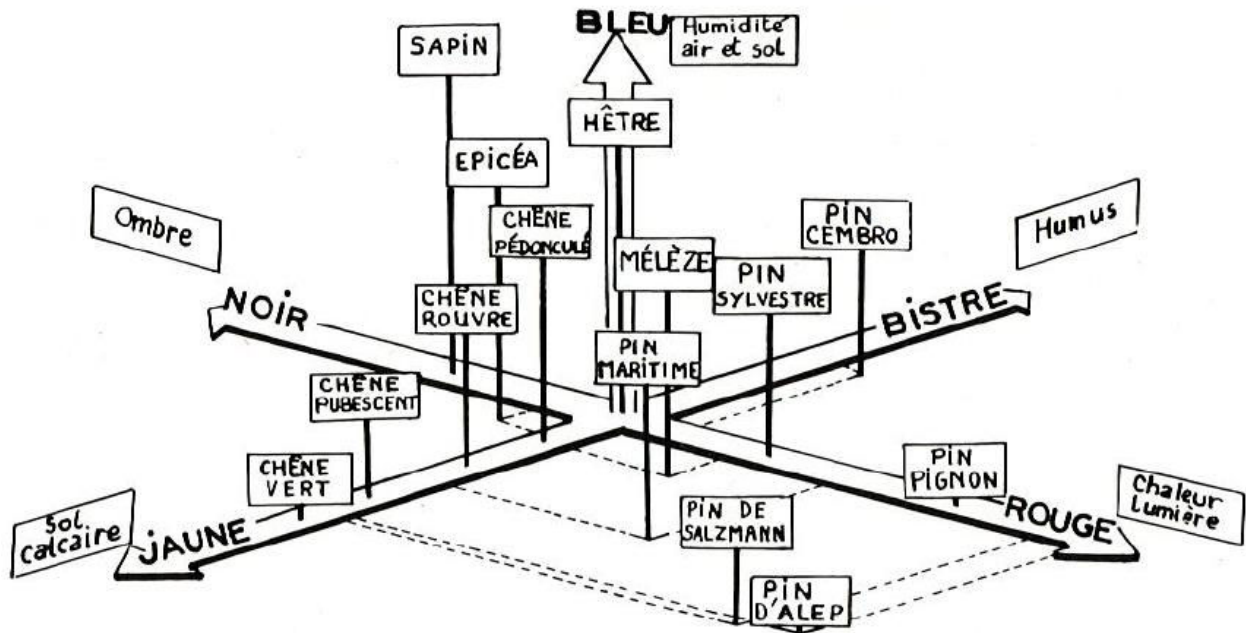 BLEU
Humidité
air et sol
SAPIN
HÊTRE
EPICÉA
CHÊNE
PÉDONCULÉ
PIN
CEMBRO
Ombre
Humus
MÉLÈZE
PIN
SYLVESTRE
NOIR
CHÊNE
ROUVRE
BISTRE
PIN
MARITIME
CHÊNE
PUBESCENT
CHÊNE
VERT
PIN
PIGNON
Chaleur
Lumière
Sol
calcaire
JAUNE
PIN DE
SALZMANN
ROUGE
PIN
D'ALEP